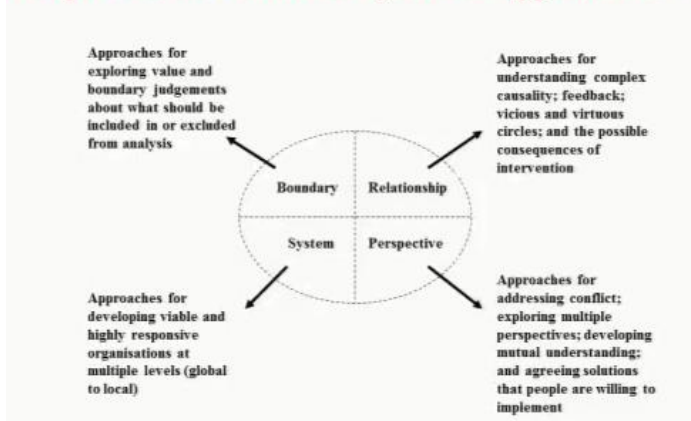 Approaches for
exploring value and
boundary judgements
about what should be
included in or excluded
from analysis
Approaches for
understanding complex
causality; feedback;
vicious and virtuous
circles; and the possible
consequences of
intervention
Boundary
Relationship
System
Perspective
Approaches for
developing viable and
highly responsive
organisations at
multiple levels (global
to local)
Approaches for
addressing conflict;
exploring multiple
perspectives; developing
mutual understanding;
and agreeing solutions
that people are willing to
implement